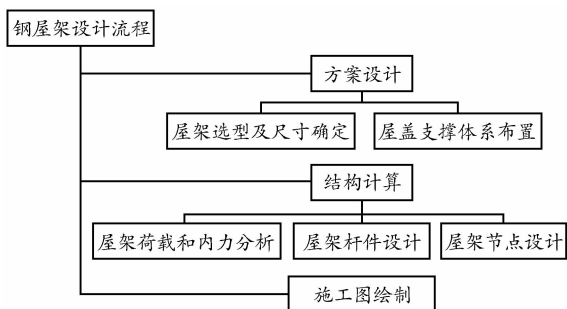 钢屋架设计流程
方案设计
屋架选型及尺寸确定
屋盖支撑体系布置
结构计算
屋架荷载和内力分析
屋架杆件设计
屋架节点设计
施工图绘制